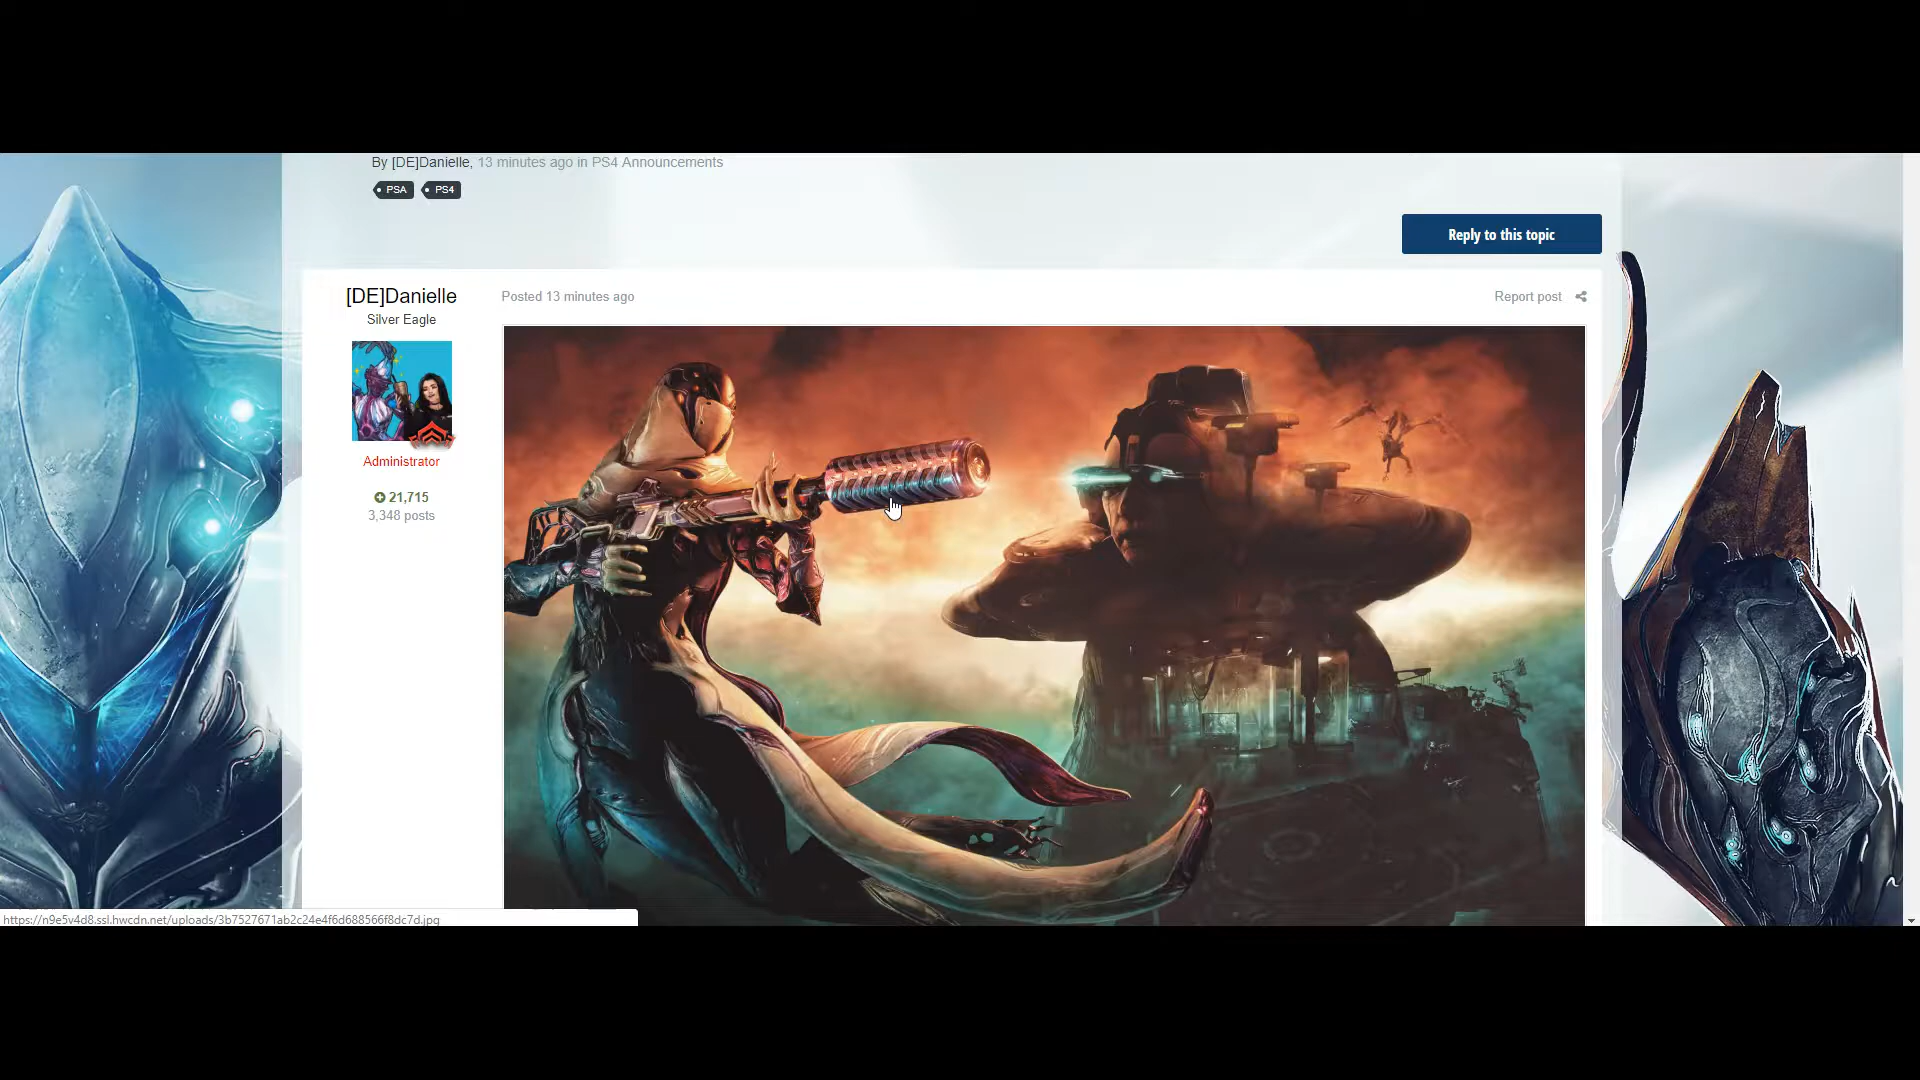 By [DE]Danielle, 13 minutes ago in PS4 Announcements
PSA PS4
Reply to this topic
[DE]Danielle
Silver Eagle
Administrator
21,715
3,348 posts
Posted 13 minutes ago
Report post
https://n9e5v4d8.ssl.hwcdn.net/uploads/3b7527671ab2c24e4f6d688566f8dc7d.jpg